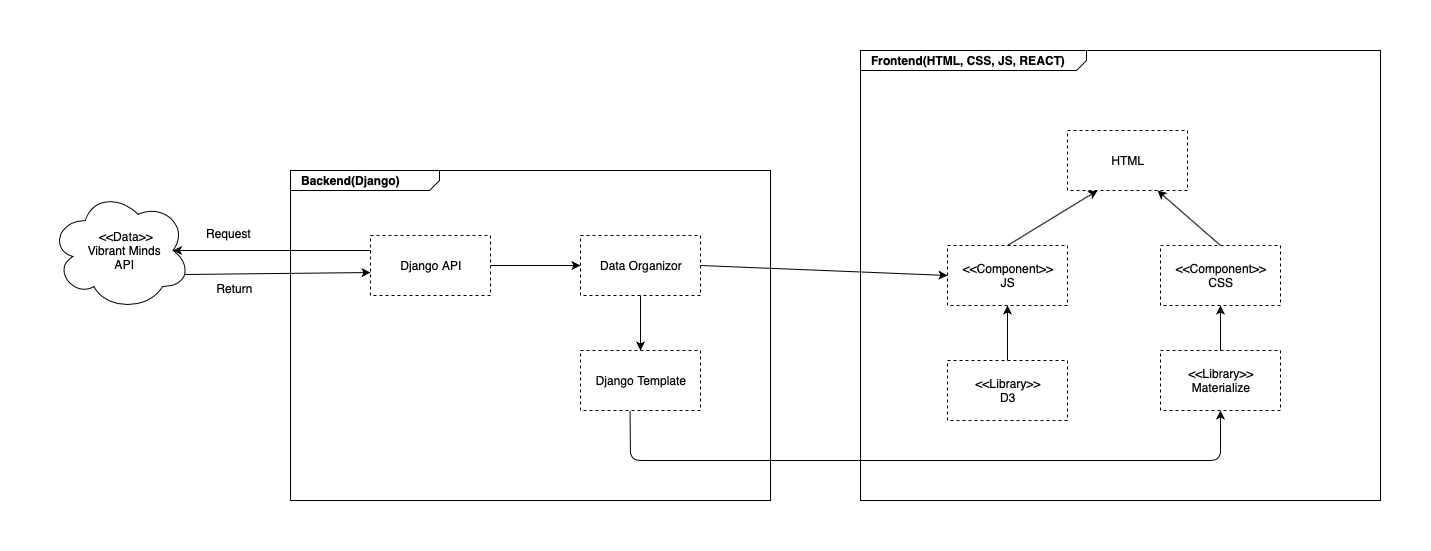 Frontend(HTML, CSS, JS, REACT)
HTML
Backend(Django)
<<Data>>
Vibrant Minds
API
Request
Return
Django API
Data Organizor
Django Template
<<Component>>
JS
<<Component>>
CSS
<<Library>>
D3
<<Library>>
Materialize